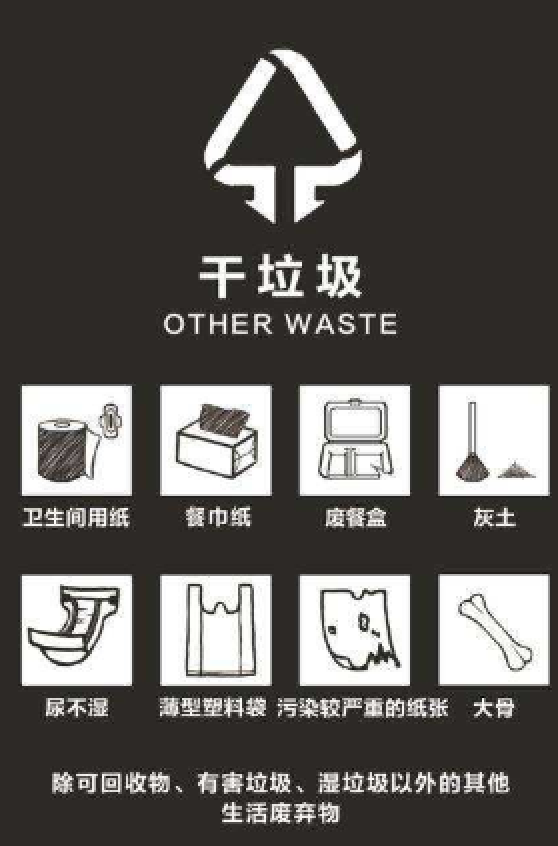 干垃圾
OTHER WASTE
卫生间用纸 餐巾纸 废餐盒 灰土
尿不湿 薄型塑料袋 污染较严重的纸张 大骨
除可回收物、有害垃圾、湿垃圾以外的其他
生活废弃物